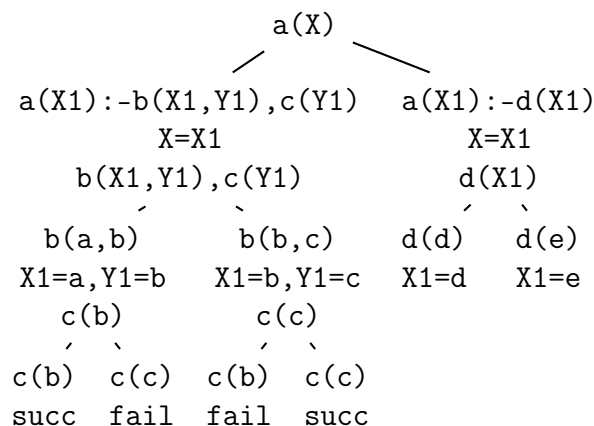 a(X)
a(X1):-b(X1,Y1),c(Y1) a(X1):-d(X1)
X=X1 X=X1
b(X1,Y1),c(Y1) d(X1)
b(a,b) b(b,c) d(d) d(e)
X1=a,Y1=b X1=b,Y1=c X1=d X1=e
c(b) c(c)
c(b) c(c) c(b) c(c)
succ fail fail succ